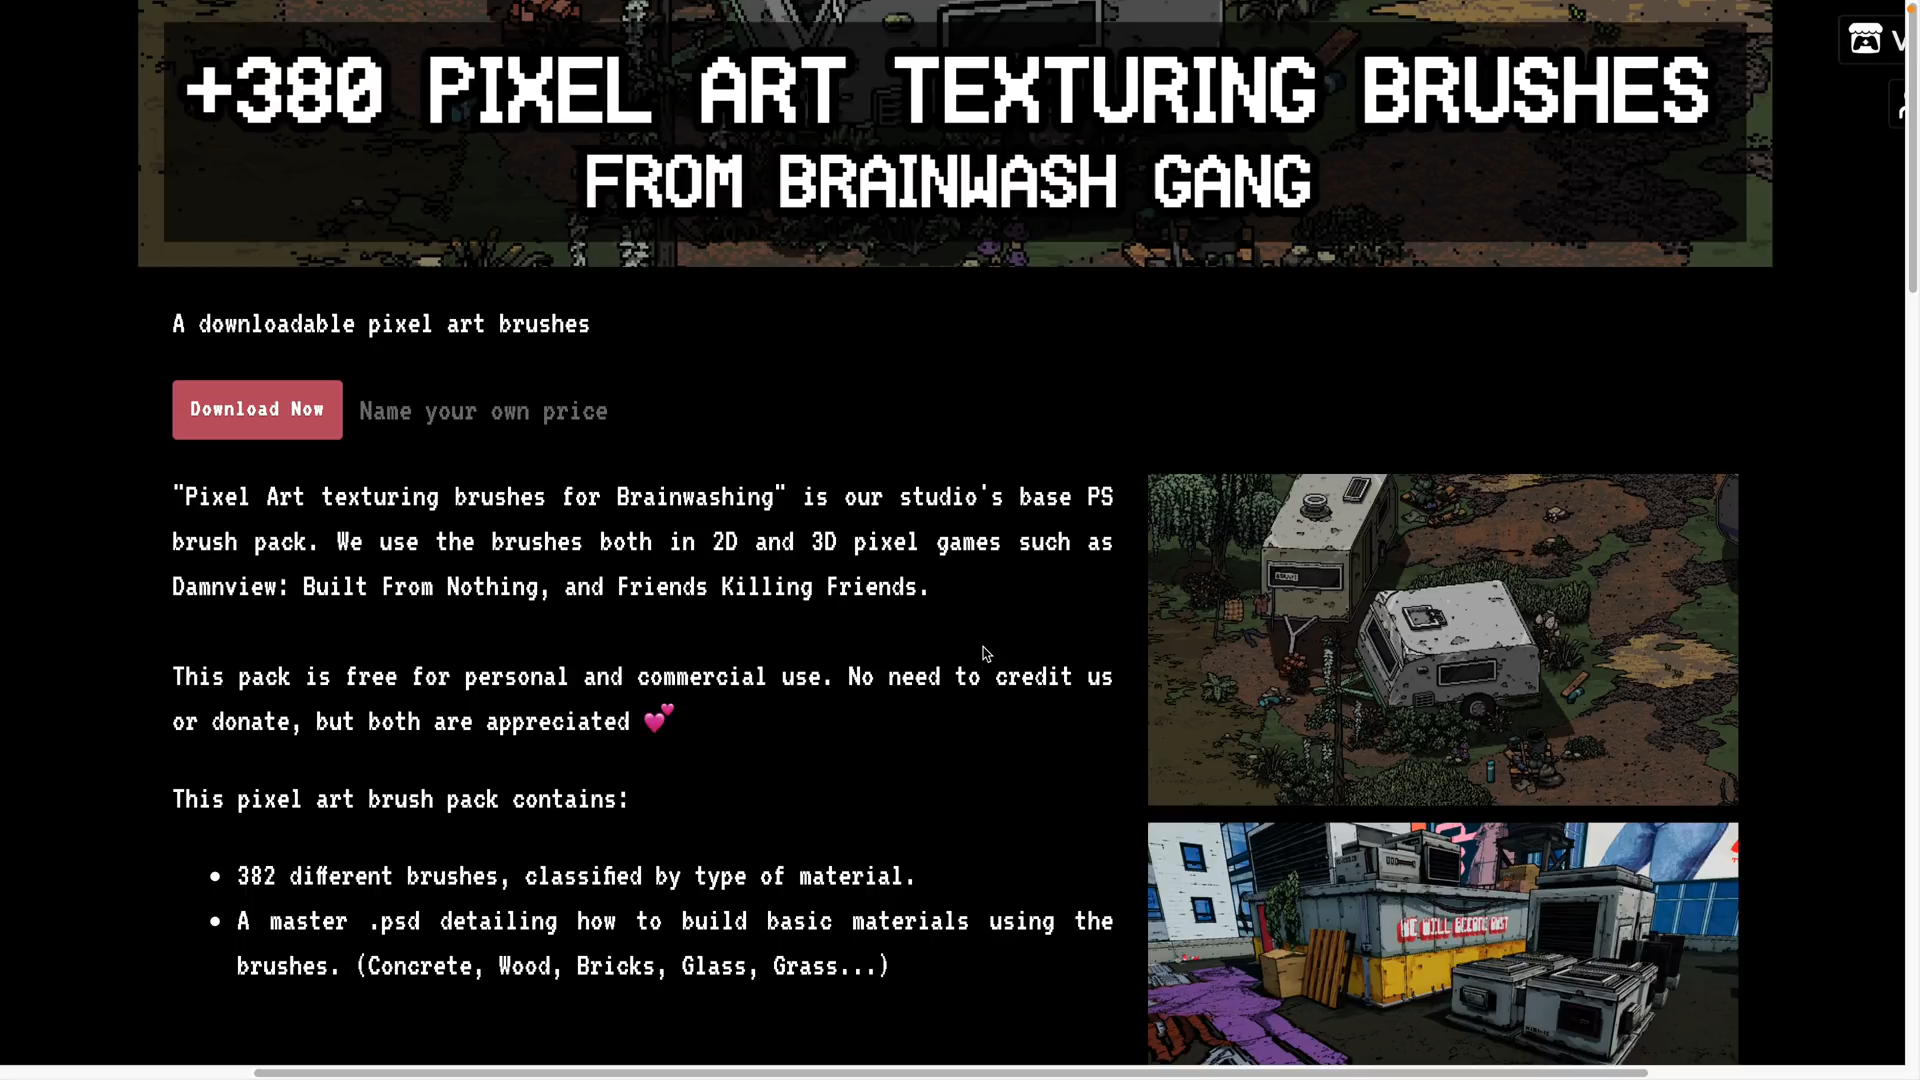 +380 PIXEL ART TEXTURING BRUSHES
FROM BRAINWASH GANG
A downloadable pixel art brushes
Download Now
Name your own price
"Pixel Art texturing brushes for Brainwashing" is our studio's base PS
brush pack. We use the brushes both in 2D and 3D pixel games such as
Damnview: Built From Nothing, and Friends Killing Friends.
This pack is free for personal and commercial use. No need to credit us
or donate, but both are appreciated 💕
This pixel art brush pack contains:
• 382 different brushes, classified by type of material.
• A master .psd detailing how to build basic materials using the
brushes. (Concrete, Wood, Bricks, Glass, Grass...)
WE WILL BECOME DUST